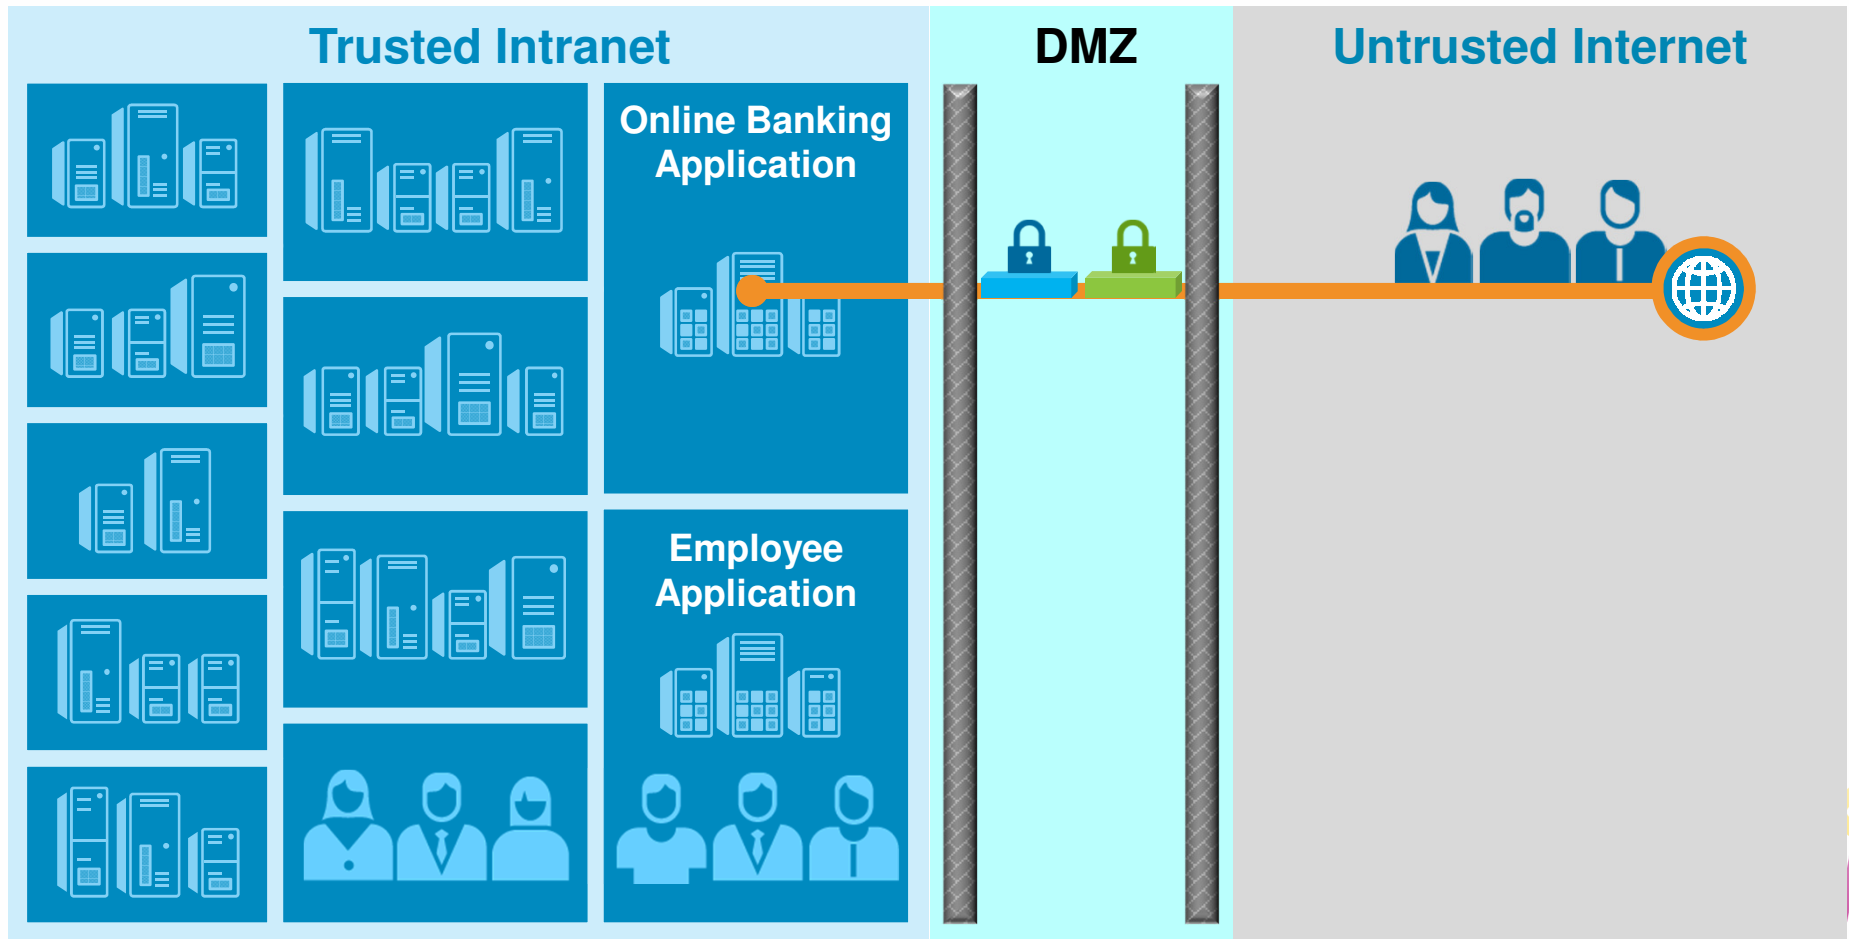 Trusted Intranet
DMZ
Untrusted Internet
Online Banking
Application
Employee
Application